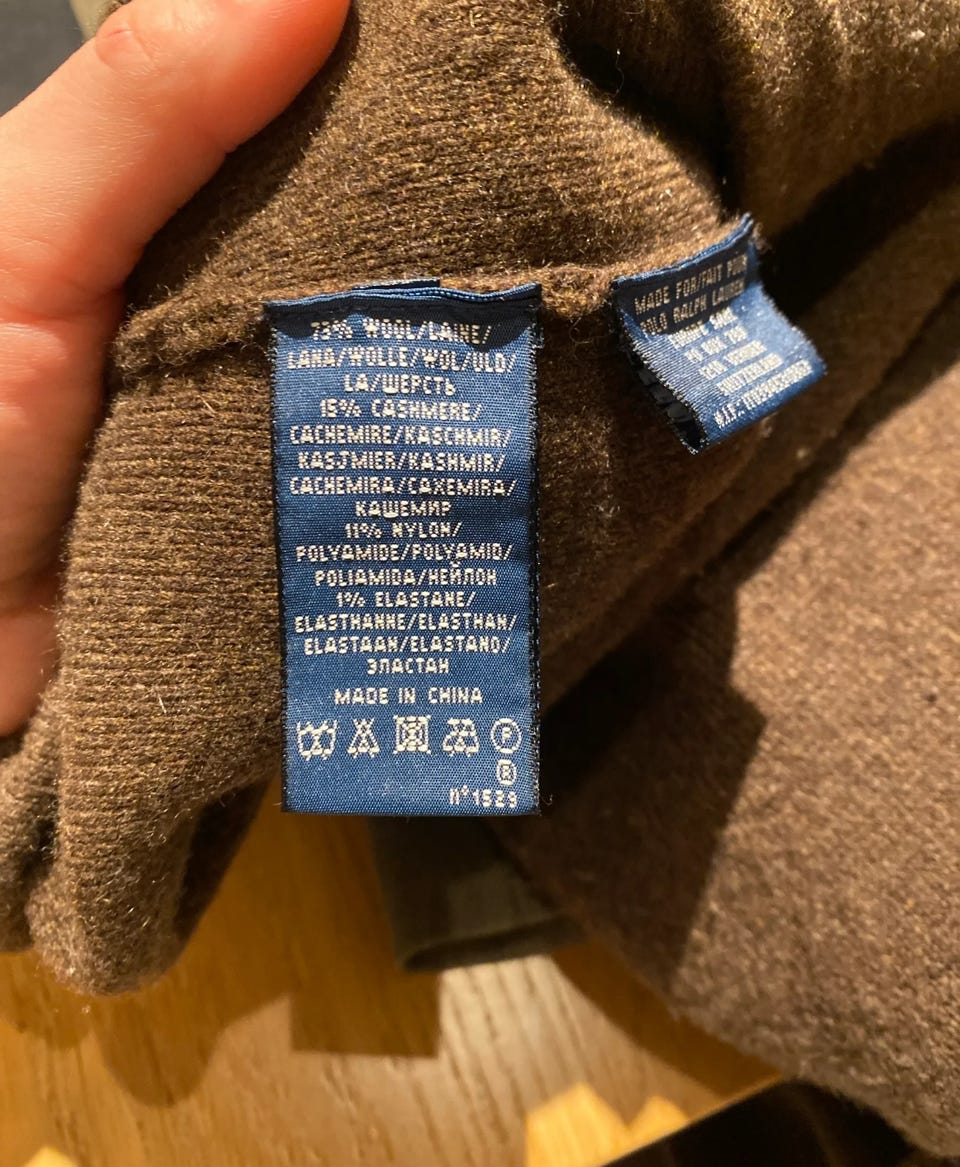 73% WOOL/LAINE/
LANA/WOLLE/WOL/ULD/
LA/ШЕРСТЬ
15% CASHMERE/
CACHEMIRE/KASCHMIR/
KASJMIER/KASHMIR/
CACHEMIRA/CAXEMIRA/
КАШЕМИР
11% NYLON/
POLYAMIDE/POLYAMID/
POLIAMIDA/НЕЙЛОН
1% ELASTANE/
ELASTHANNE/ELASTHAN/
ELASTAAN/ELASTANO/
ЭЛАСТАН
MADE IN CHINA
P
R
n°1529
MADE FOR/FAIT POUR
POLO RALPH LAUREN